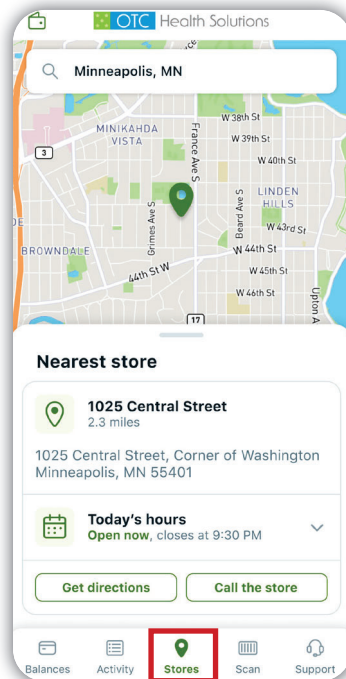 OTC Health Solutions
Minneapolis, MN
W 38th St
MINIKAHDA
VISTA
France Ave S
W 39th St
3
W 40th St
Grimes Ave S
Beard Ave S
LINDEN
HILLS
W 43rd St
BROWNDALE
W 44th St
44th St W
W 45th St
W 46th St
Upton A
17
Nearest store
1025 Central Street
2.3 miles
1025 Central Street, Corner of Washington
Minneapolis, MN 55401
Today's hours
Open now, closes at 9:30 PM
Get directions
Call the store
Balances
Activity
Stores
Scan
Support